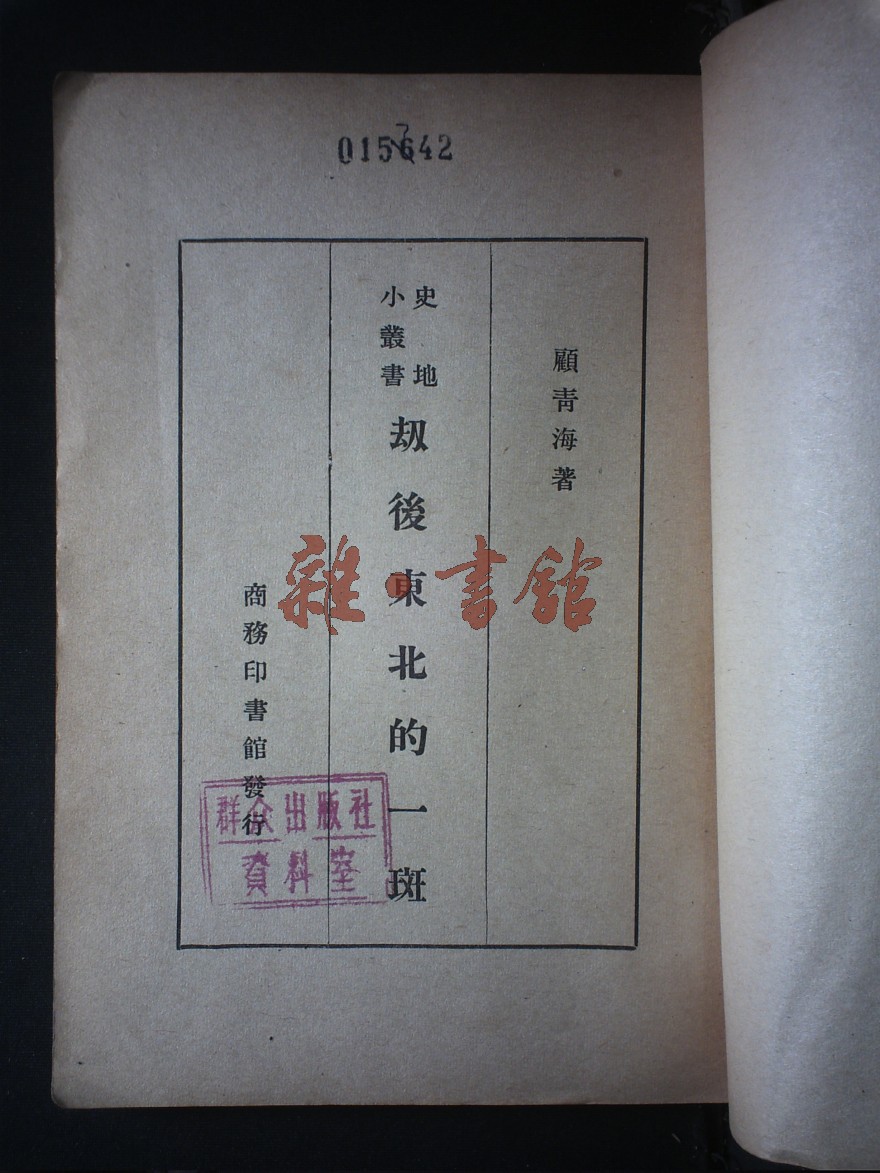 7
015642
顧青海著
史地
小叢書
刼後東北的一斑
商務印書館發行
群众出版社
資料室
雜·書館